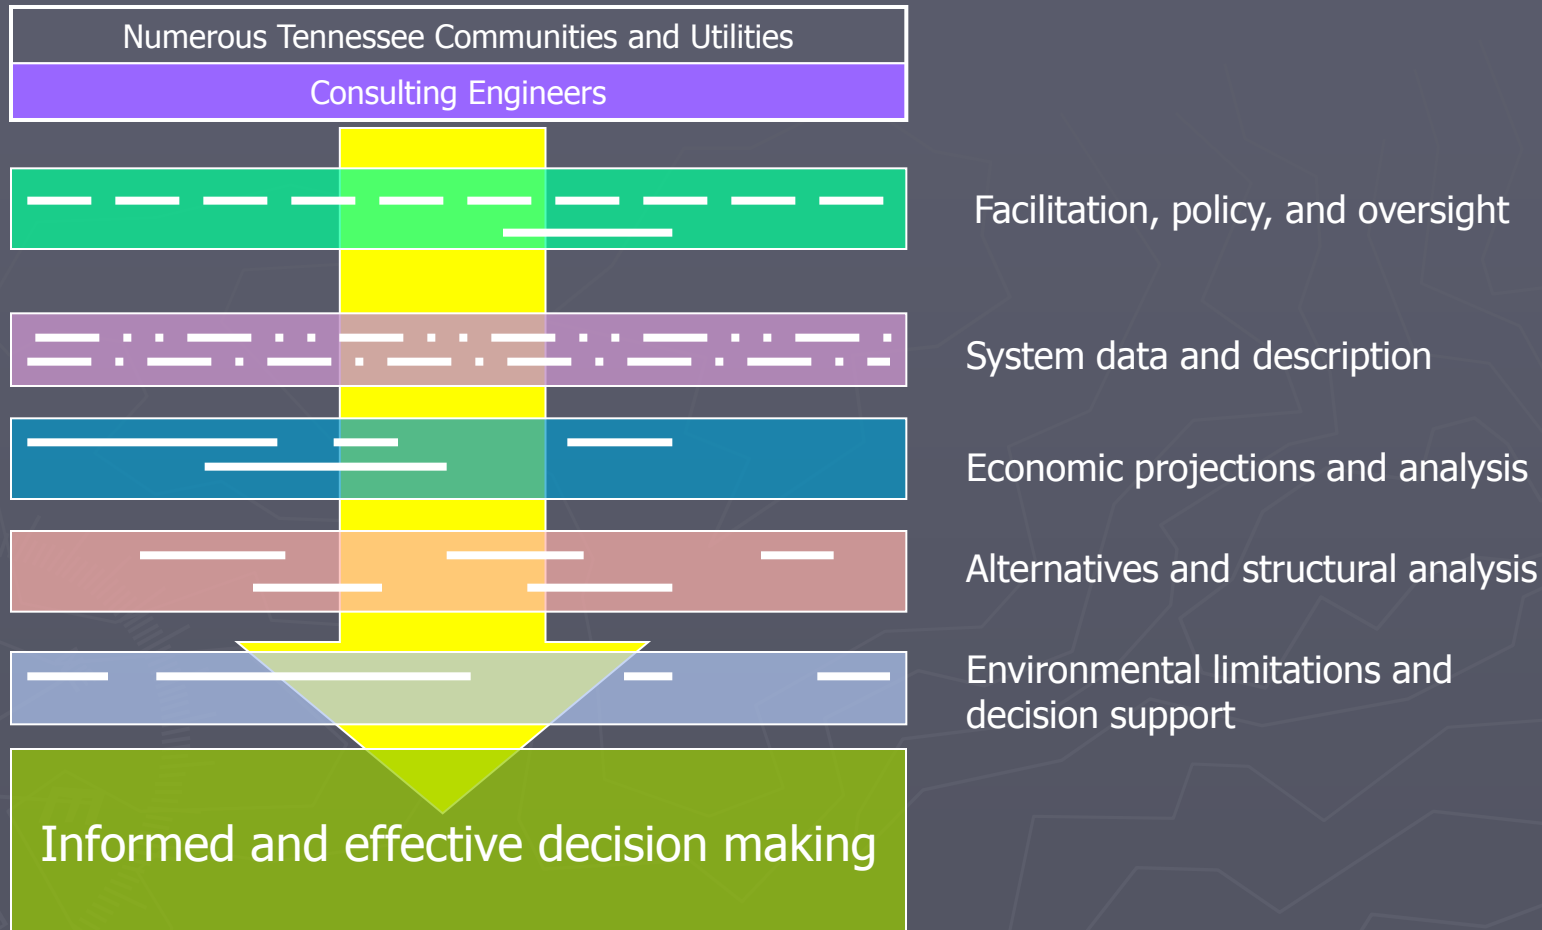 Numerous Tennessee Communities and Utilities
Consulting Engineers
Facilitation, policy, and oversight
System data and description
Economic projections and analysis
Alternatives and structural analysis
Environmental limitations and
decision support
Informed and effective decision making